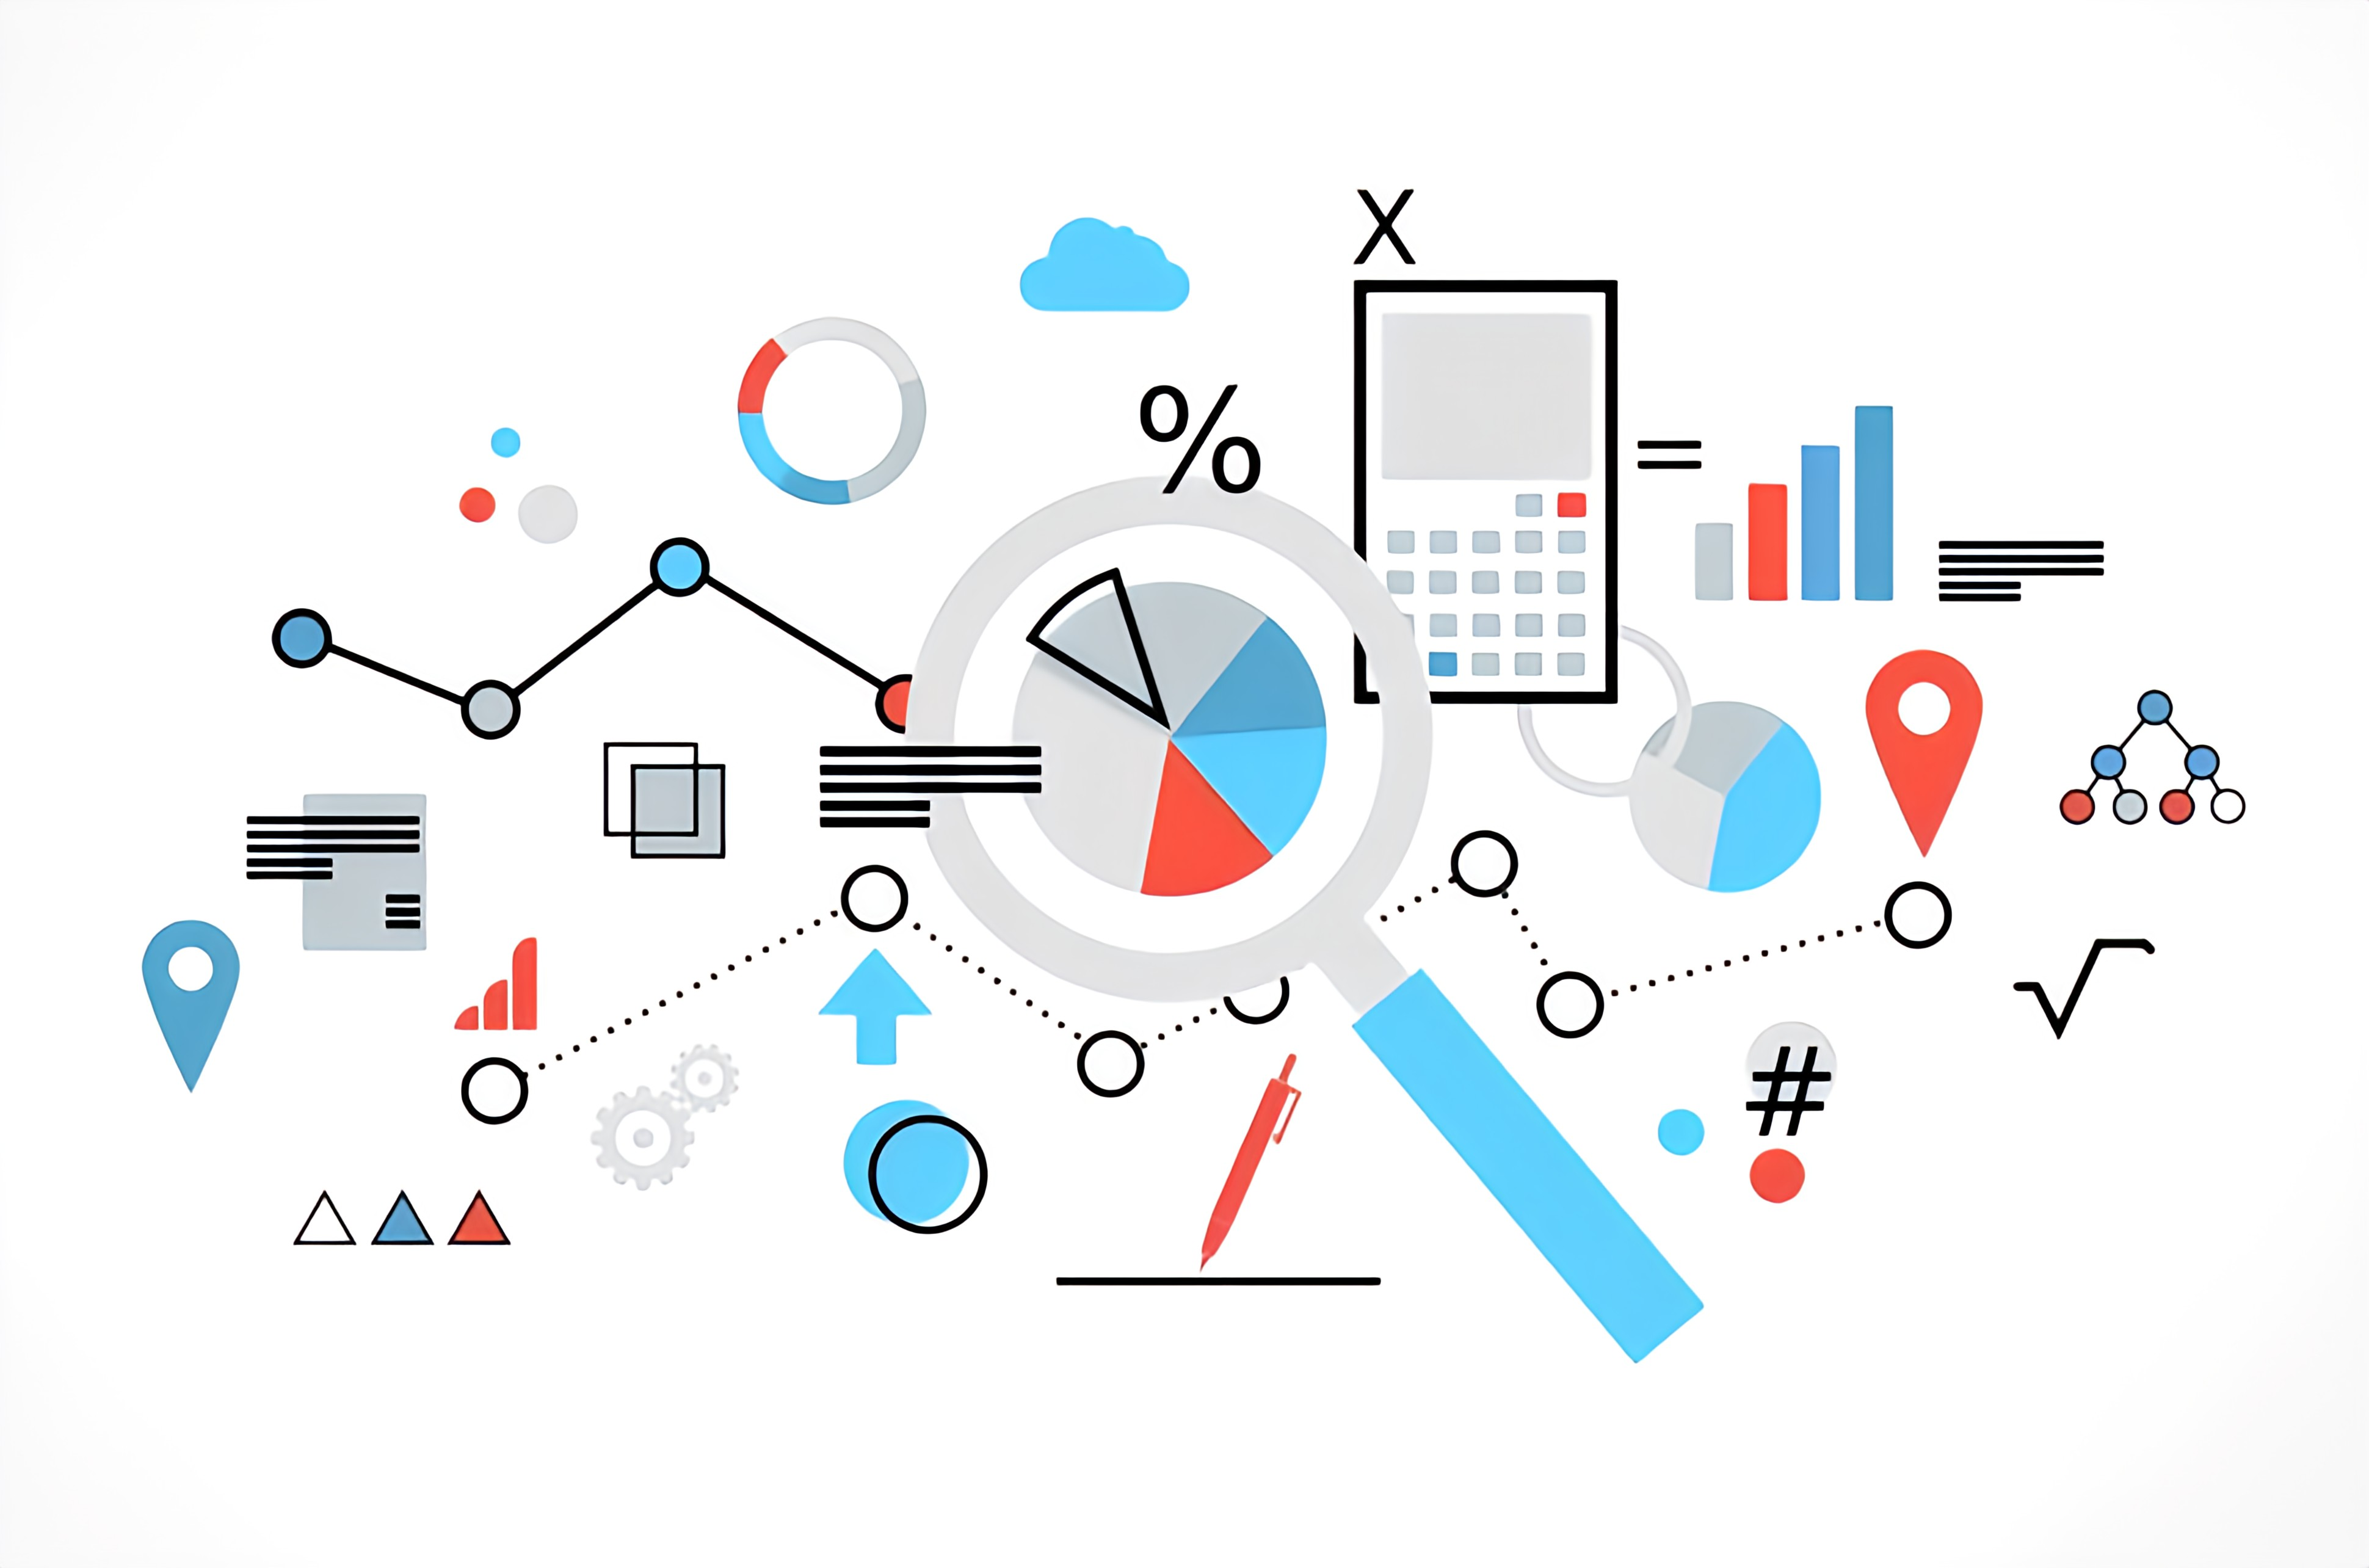 X
%
=
√
#